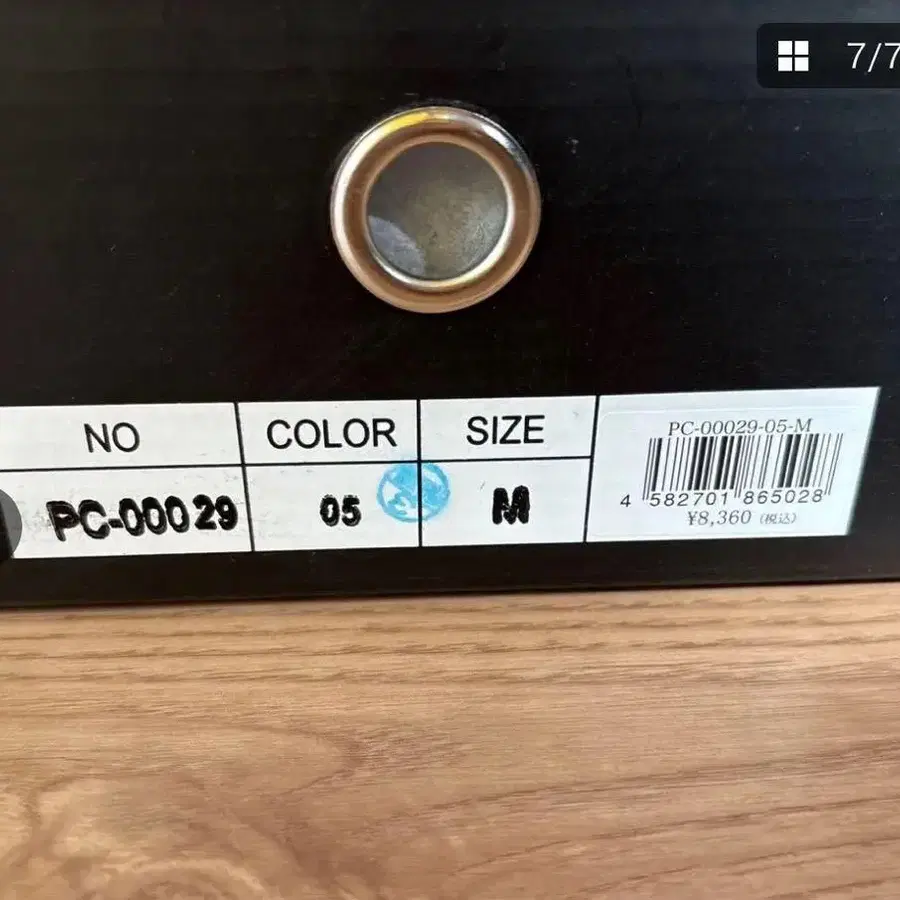 7/7
NO COLOR SIZE
PC-00029 05 M
PC-00029-05-M
4 582701 865028
¥8,360 (税込)